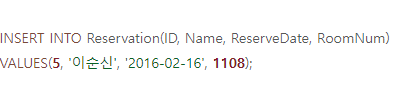 INSERT INTO Reservation(ID, Name, ReserveDate, RoomNum)
VALUES(5, '이순신', '2016-02-16', 1108);